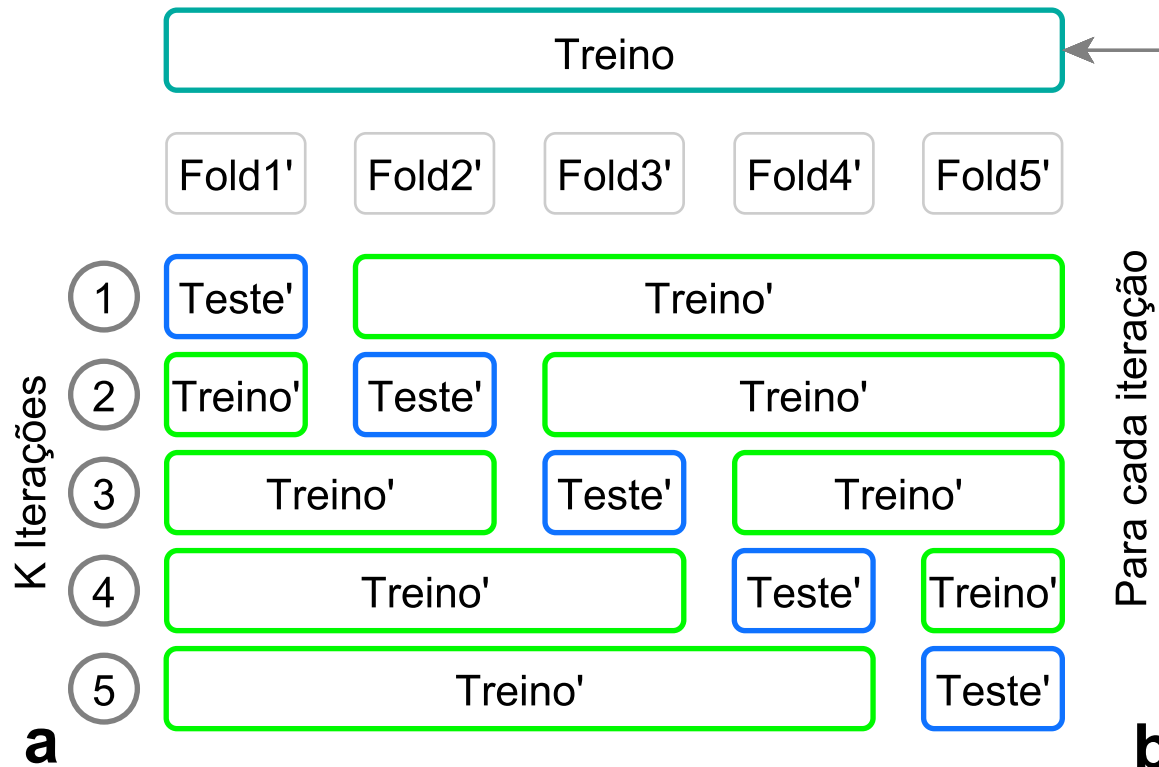 Treino
Fold1' Fold2' Fold3' Fold4' Fold5'
1 Teste' Treino'
2 Treino' Teste' Treino'
3 Treino' Teste' Treino'
4 Treino' Teste' Treino'
5 Treino' Teste'
K Iterações
Para cada iteração
a
b